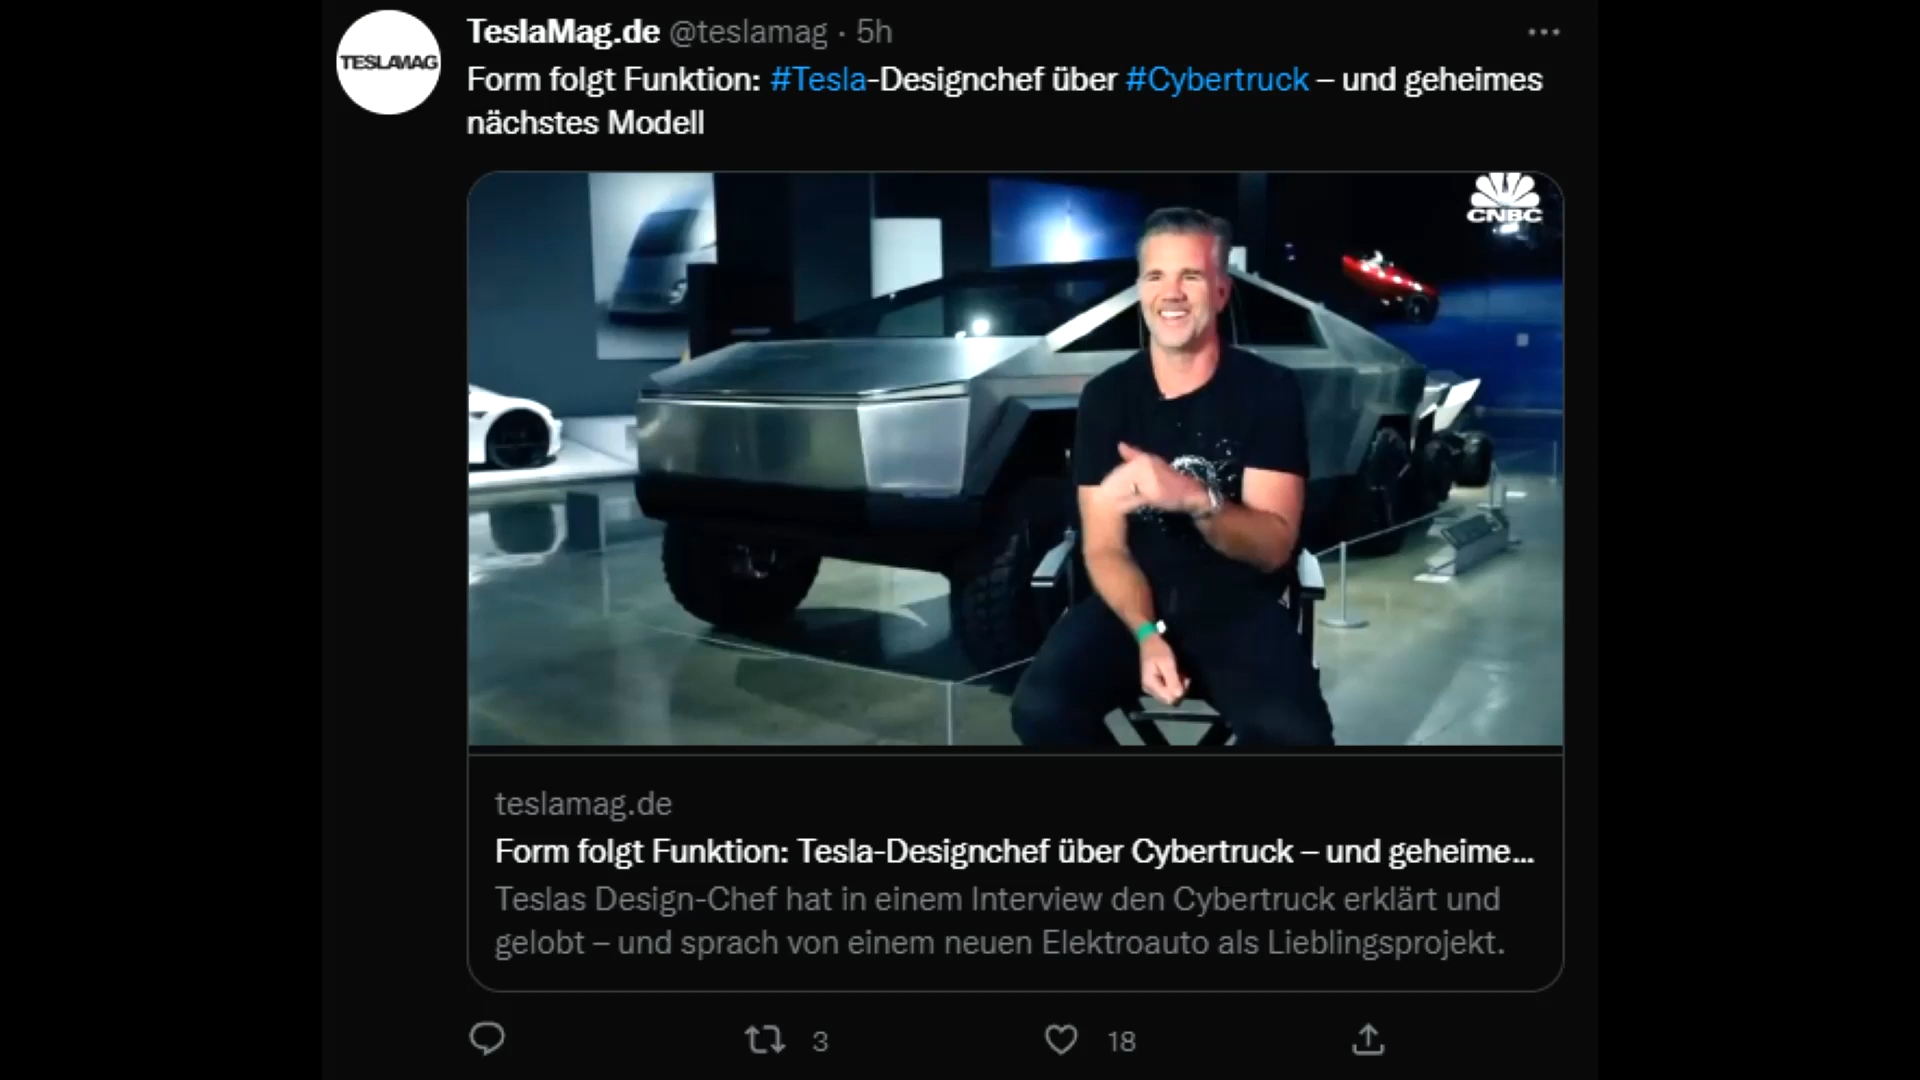 TeslaMag.de @teslamag · 5h
TESLAMAG
Form folgt Funktion: #Tesla-Designchef über #Cybertruck – und geheimes
nächstes Modell
CNBC
teslamag.de
Form folgt Funktion: Tesla-Designchef über Cybertruck – und geheime...
Teslas Design-Chef hat in einem Interview den Cybertruck erklärt und
gelobt – und sprach von einem neuen Elektroauto als Lieblingsprojekt.
3 18